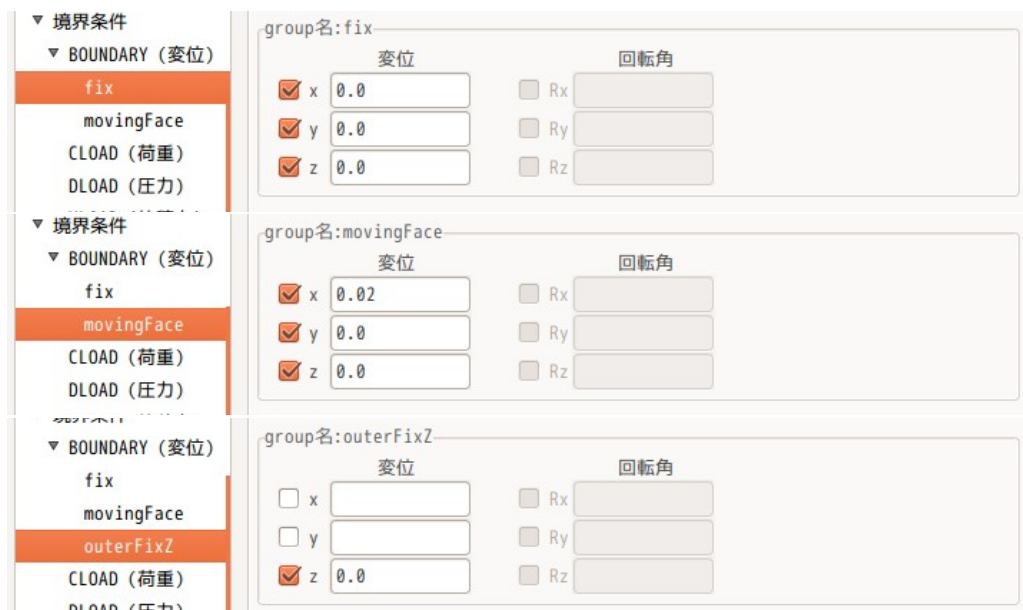 境界条件
BOUNDARY (変位)
fix
movingFace
CLOAD (荷重)
DLOAD (圧力)
group名:fix
変位 回転角
x 0.0 Rx
y 0.0 Ry
z 0.0 Rz
境界条件
BOUNDARY (変位)
fix
movingFace
CLOAD (荷重)
DLOAD (圧力)
group名:movingFace
変位 回転角
x 0.02 Rx
y 0.0 Ry
z 0.0 Rz
BOUNDARY (変位)
fix
movingFace
outerFixZ
CLOAD (荷重)
DLOAD (圧力)
group名:outerFixZ
変位 回転角
x Rx
y Ry
z 0.0 Rz